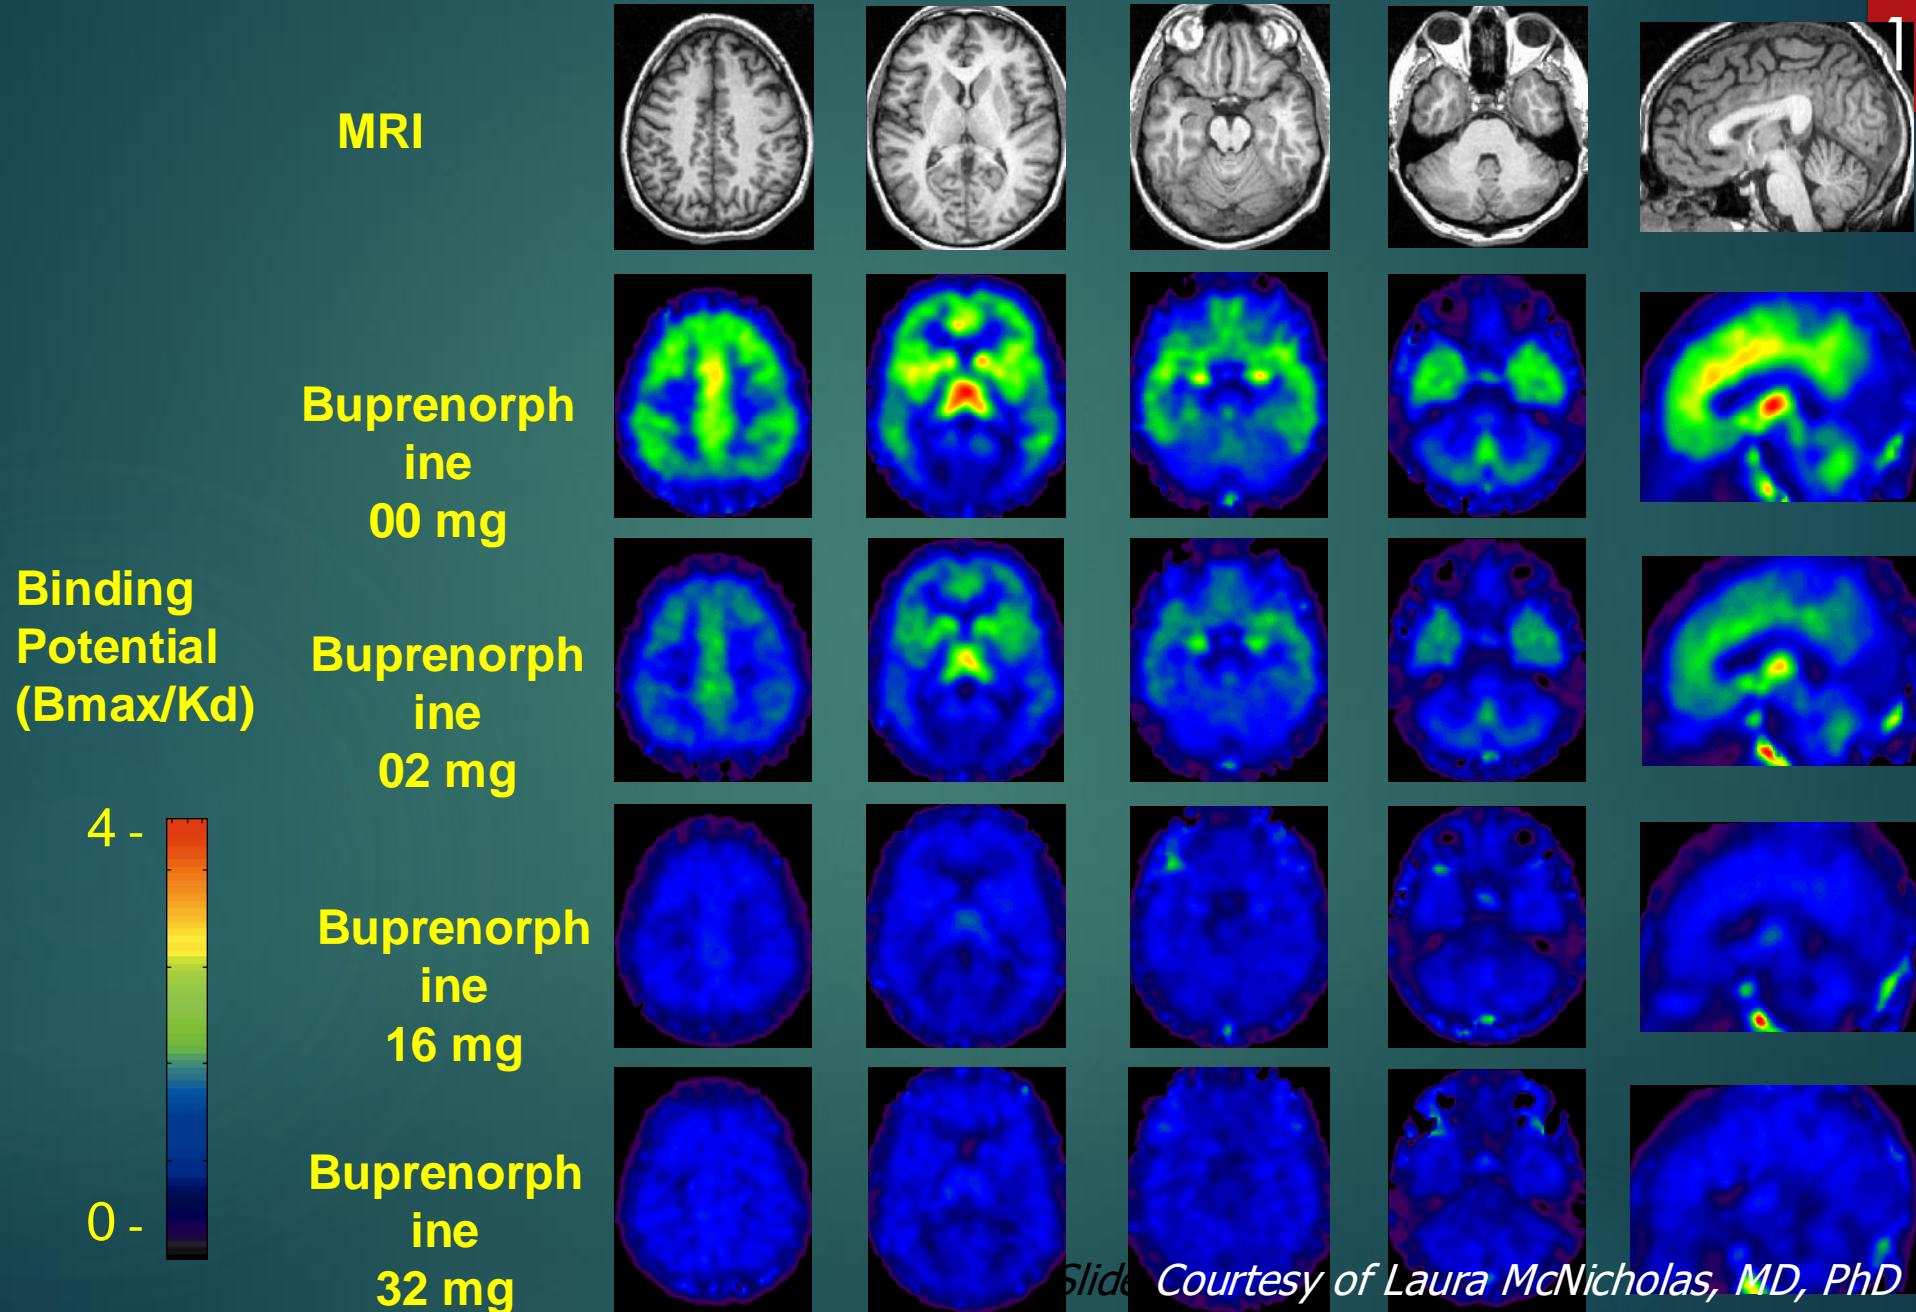 1
MRI
Buprenorph
ine
00 mg
Binding
Potential
(Bmax/Kd)
Buprenorph
ine
02 mg
4 -
Buprenorph
ine
16 mg
0 -
Buprenorph
ine
32 mg
Slide Courtesy of Laura McNicholas, MD, PhD